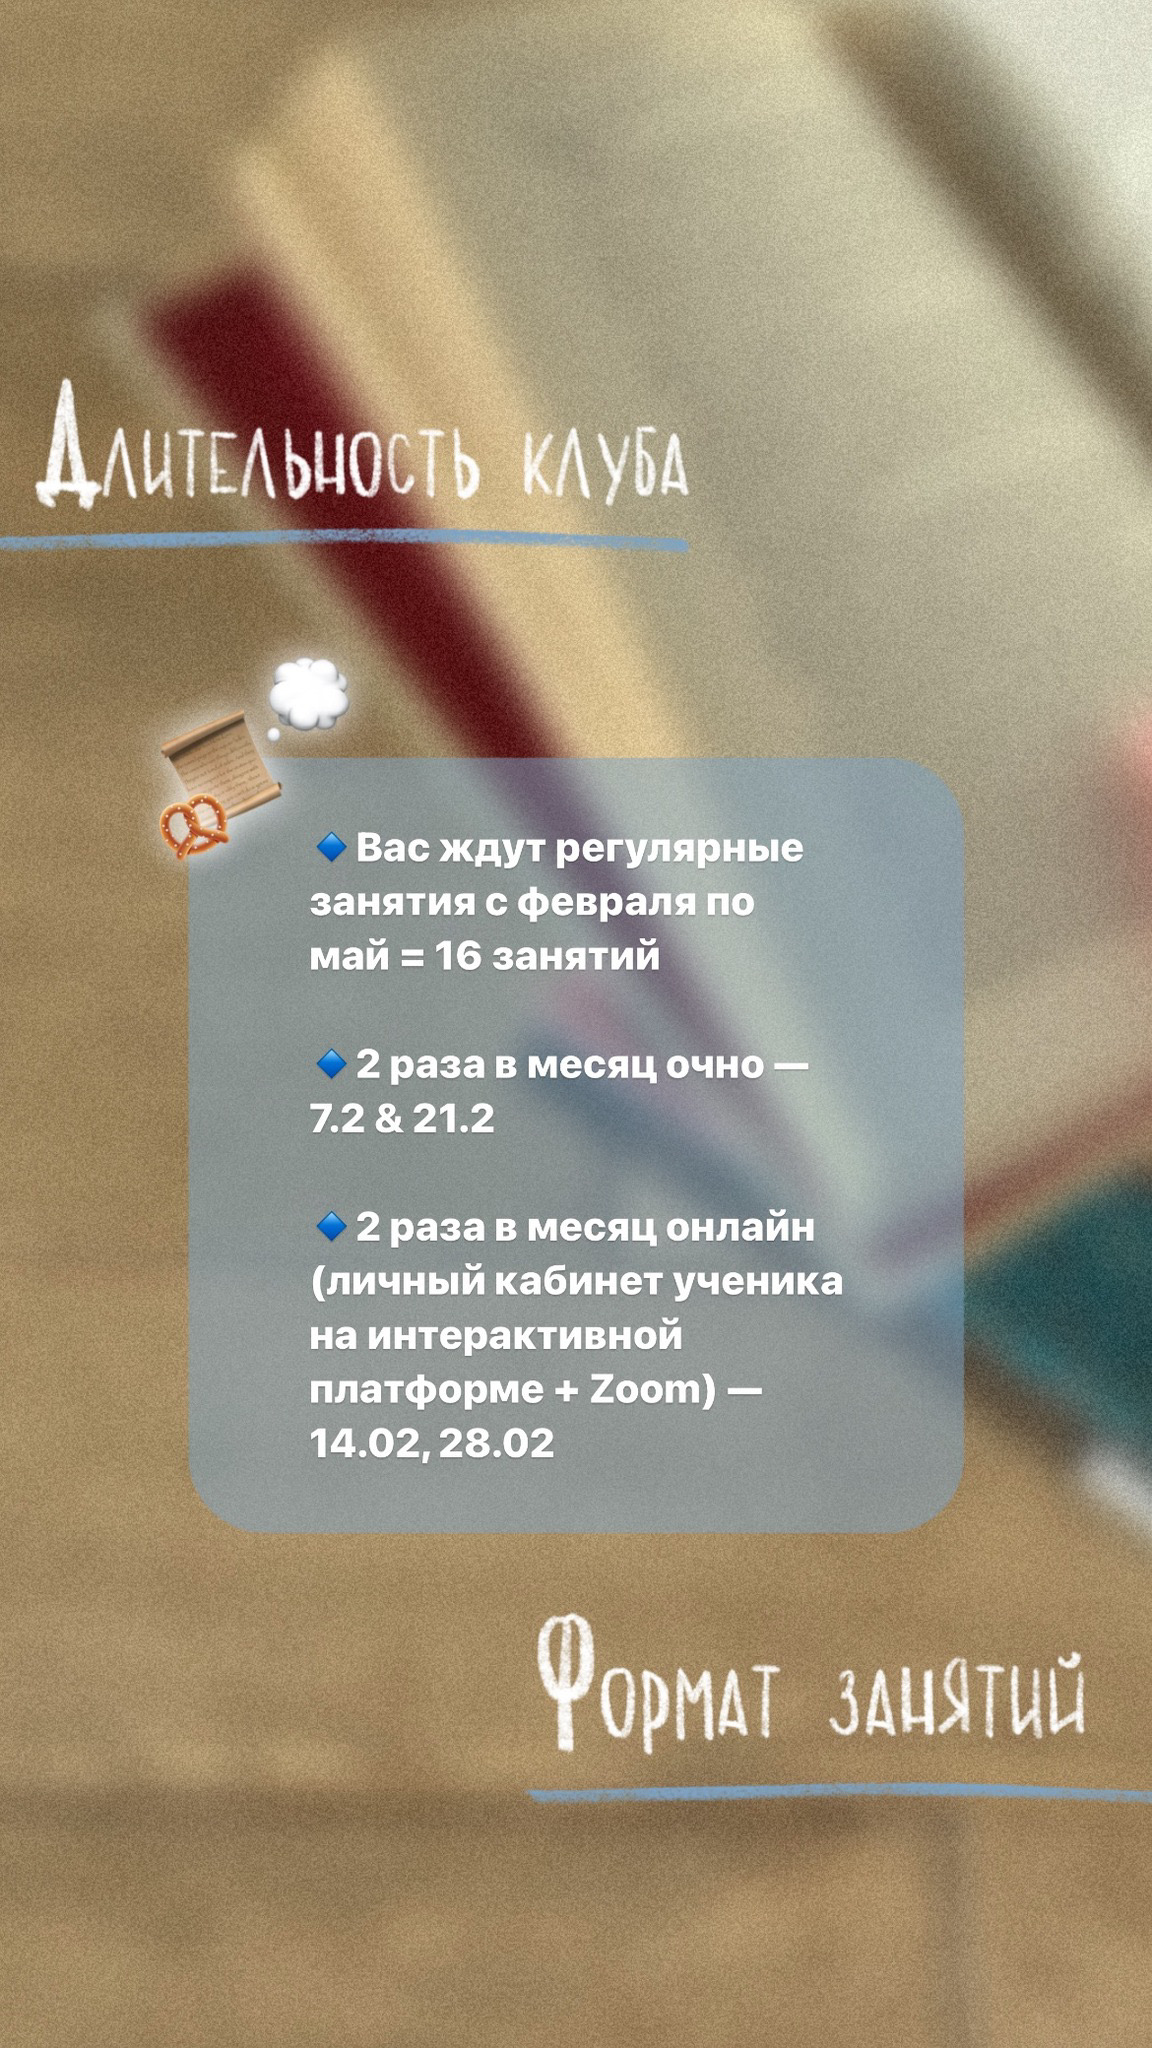 Длительность клуба
🔹 Вас ждут регулярные
занятия с февраля по
май = 16 занятий
🔹 2 раза в месяц очно —
7.2 & 21.2
🔹 2 раза в месяц онлайн
(личный кабинет ученика
на интерактивной
платформе + Zoom) —
14.02, 28.02
Формат занятий